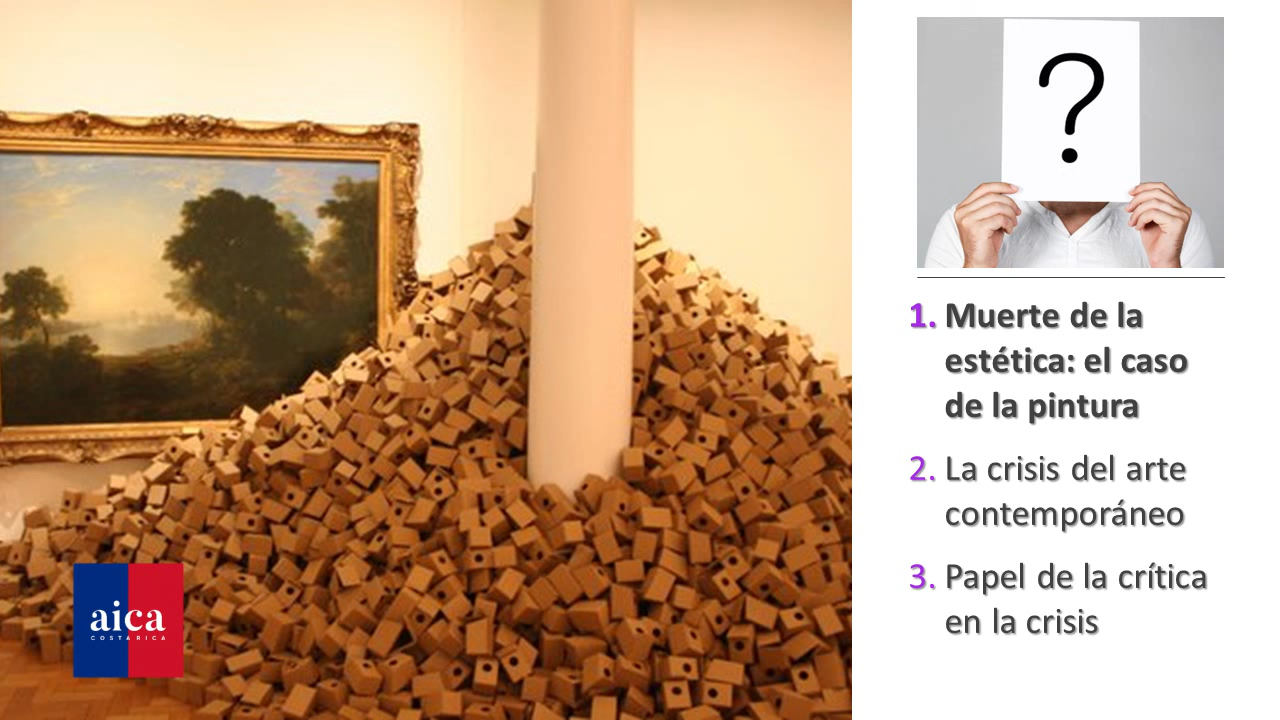 ?
1. Muerte de la
estética: el caso
de la pintura
2. La crisis del arte
contemporáneo
3. Papel de la crítica
en la crisis
aica
COSTA RICA